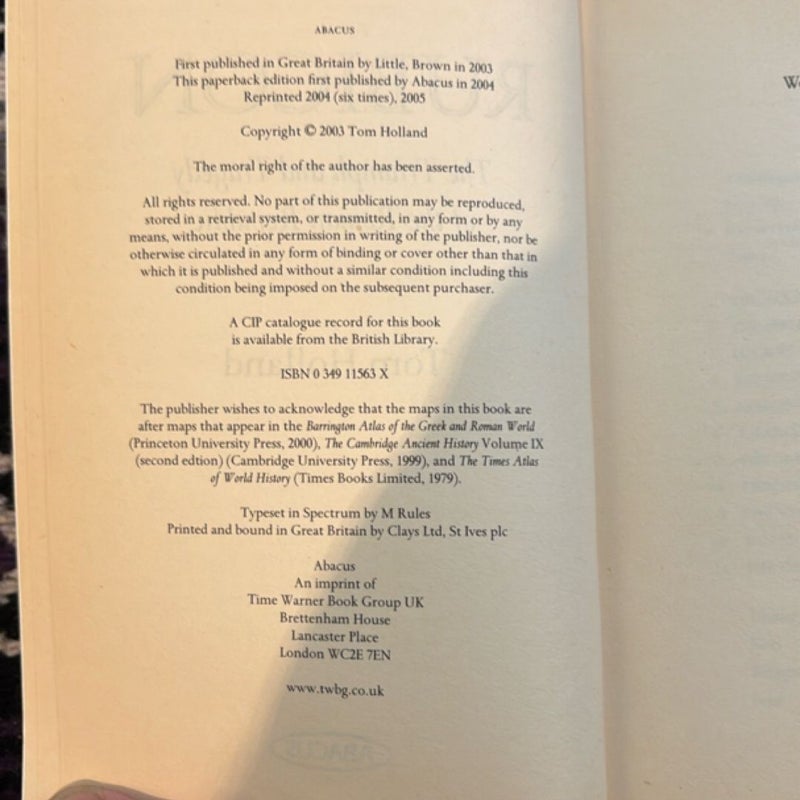 ABACUS
First published in Great Britain by Little, Brown in 2003
This paperback edition first published by Abacus in 2004
Reprinted 2004 (six times), 2005
Copyright © 2003 Tom Holland
The moral right of the author has been asserted.
All rights reserved. No part of this publication may be reproduced,
stored in a retrieval system, or transmitted, in any form or by any
means, without the prior permission in writing of the publisher, nor be
otherwise circulated in any form of binding or cover other than that in
which it is published and without a similar condition including this
condition being imposed on the subsequent purchaser.
A CIP catalogue record for this book
is available from the British Library.
ISBN 0 349 11563 X
The publisher wishes to acknowledge that the maps in this book are
after maps that appear in the Barrington Atlas of the Greek and Roman World
(Princeton University Press, 2000), The Cambridge Ancient History Volume IX
(second edtion) (Cambridge University Press, 1999), and The Times Atlas
of World History (Times Books Limited, 1979).
Typeset in Spectrum by M Rules
Printed and bound in Great Britain by Clays Ltd, St Ives plc
Abacus
An imprint of
Time Warner Book Group UK
Brettenham House
Lancaster Place
London WC2E 7EN
www.twbg.co.uk